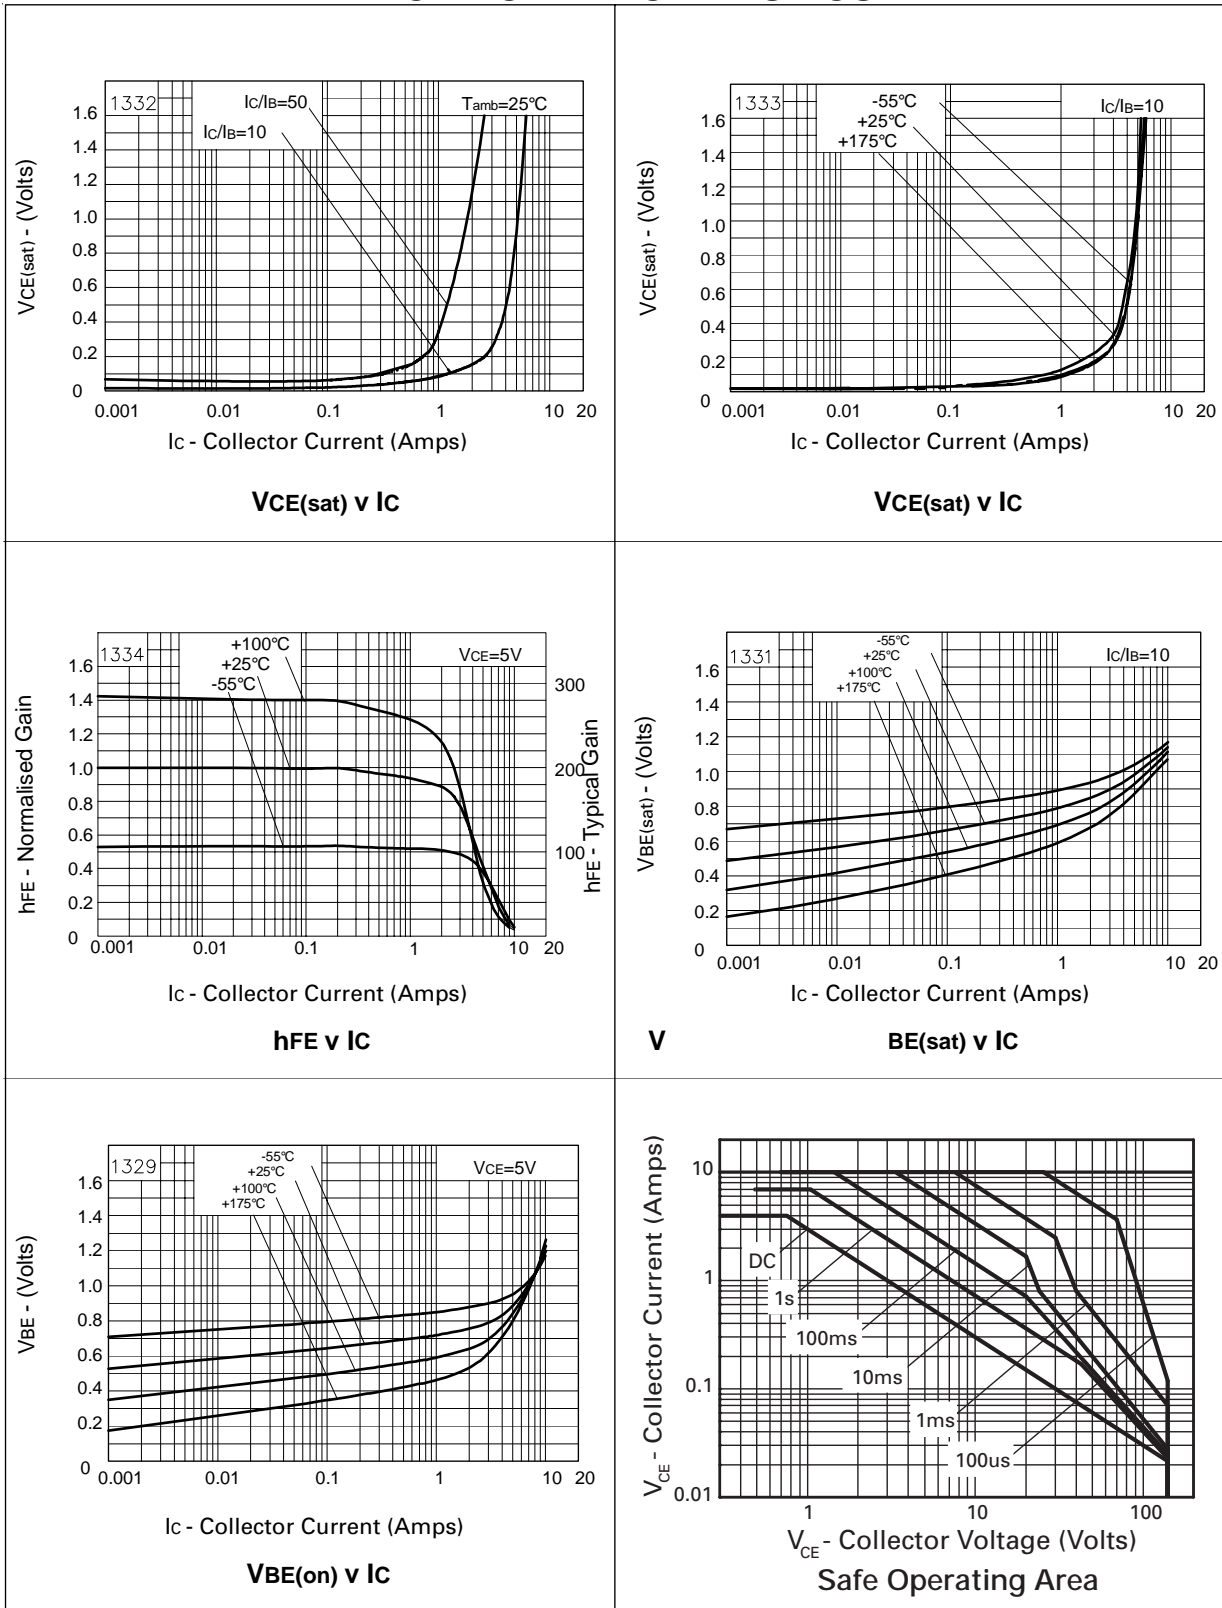 1332
IC/IB=50
IC/IB=10
Tamb=25°C
1.6
1.4
1.2
1.0
0.8
0.6
0.4
0.2
0
VCE(sat) - (Volts)
0.001 0.01 0.1 1 10 20
IC - Collector Current (Amps)
VCE(sat) v IC
1333
-55°C
+25°C
+175°C
IC/IB=10
1.6
1.4
1.2
1.0
0.8
0.6
0.4
0.2
0
VCE(sat) - (Volts)
0.001 0.01 0.1 1 10 20
IC - Collector Current (Amps)
VCE(sat) v IC
1334
+100°C
+25°C
-55°C
VCE=5V
1.6
1.4
1.2
1.0
0.8
0.6
0.4
0.2
0
hFE - Normalised Gain
300
200
100
hFE - Typical Gain
0.001 0.01 0.1 1 10 20
IC - Collector Current (Amps)
hFE v IC
1331
-55°C
+25°C
+100°C
+175°C
IC/IB=10
1.6
1.4
1.2
1.0
0.8
0.6
0.4
0.2
0
VBE(sat) - (Volts)
0.001 0.01 0.1 1 10 20
IC - Collector Current (Amps)
V BE(sat) v IC
1329
-55°C
+25°C
+100°C
+175°C
VCE=5V
1.6
1.4
1.2
1.0
0.8
0.6
0.4
0.2
0
VBE - (Volts)
0.001 0.01 0.1 1 10 20
IC - Collector Current (Amps)
VBE(on) v IC
10
1
0.1
0.01
VCE - Collector Current (Amps)
DC
1s
100ms
10ms
1ms
100us
1 10 100
VCE - Collector Voltage (Volts)
Safe Operating Area